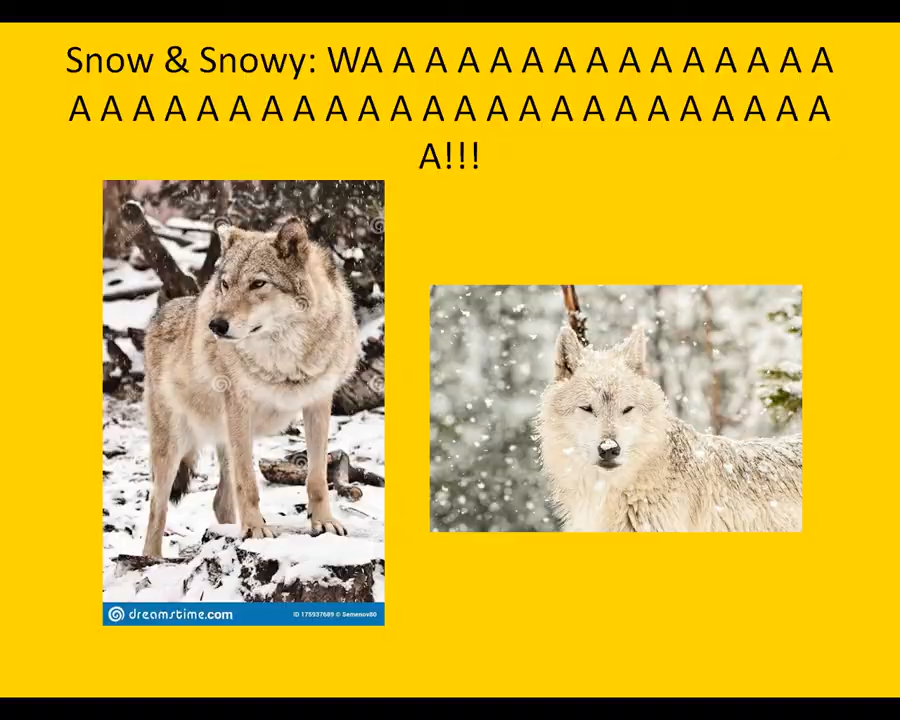 Snow & Snowy: WA A A A A A A A A A A A A A A
A A A A A A A A A A A A A A A A A A A A A A A A
A!!!
dreamstime.com
ID 175937689 © Semenov80